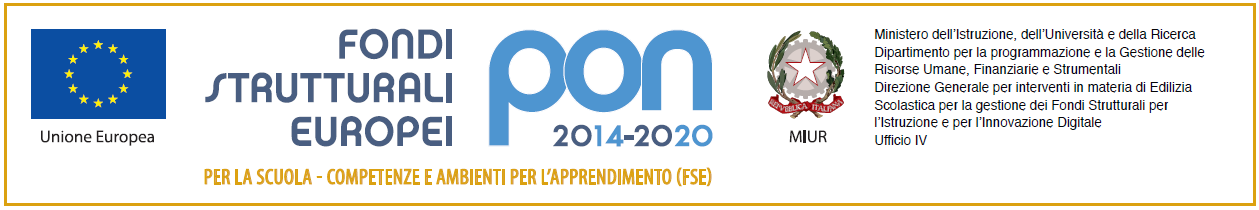 Unione Europea
FONDI
STRUTTURALI
EUROPEI
pon
2014-2020
PER LA SCUOLA - COMPETENZE E AMBIENTI PER L'APPRENDIMENTO (FSE)
REPVBBLICA ITALIANA
MIUR
Ministero dell'Istruzione, dell'Università e della Ricerca
Dipartimento per la programmazione e la Gestione delle
Risorse Umane, Finanziarie e Strumentali
Direzione Generale per interventi in materia di Edilizia
Scolastica per la gestione dei Fondi Strutturali per
l'Istruzione e per l'Innovazione Digitale
Ufficio IV